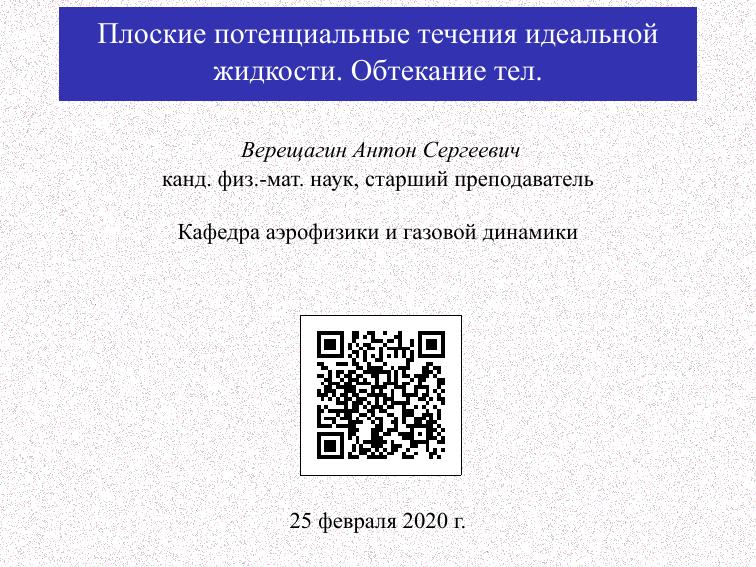 Плоские потенциальные течения идеальной
жидкости. Обтекание тел.
Верещагин Антон Сергеевич
канд. физ.-мат. наук, старший преподаватель
Кафедра аэрофизики и газовой динамики
25 февраля 2020 г.